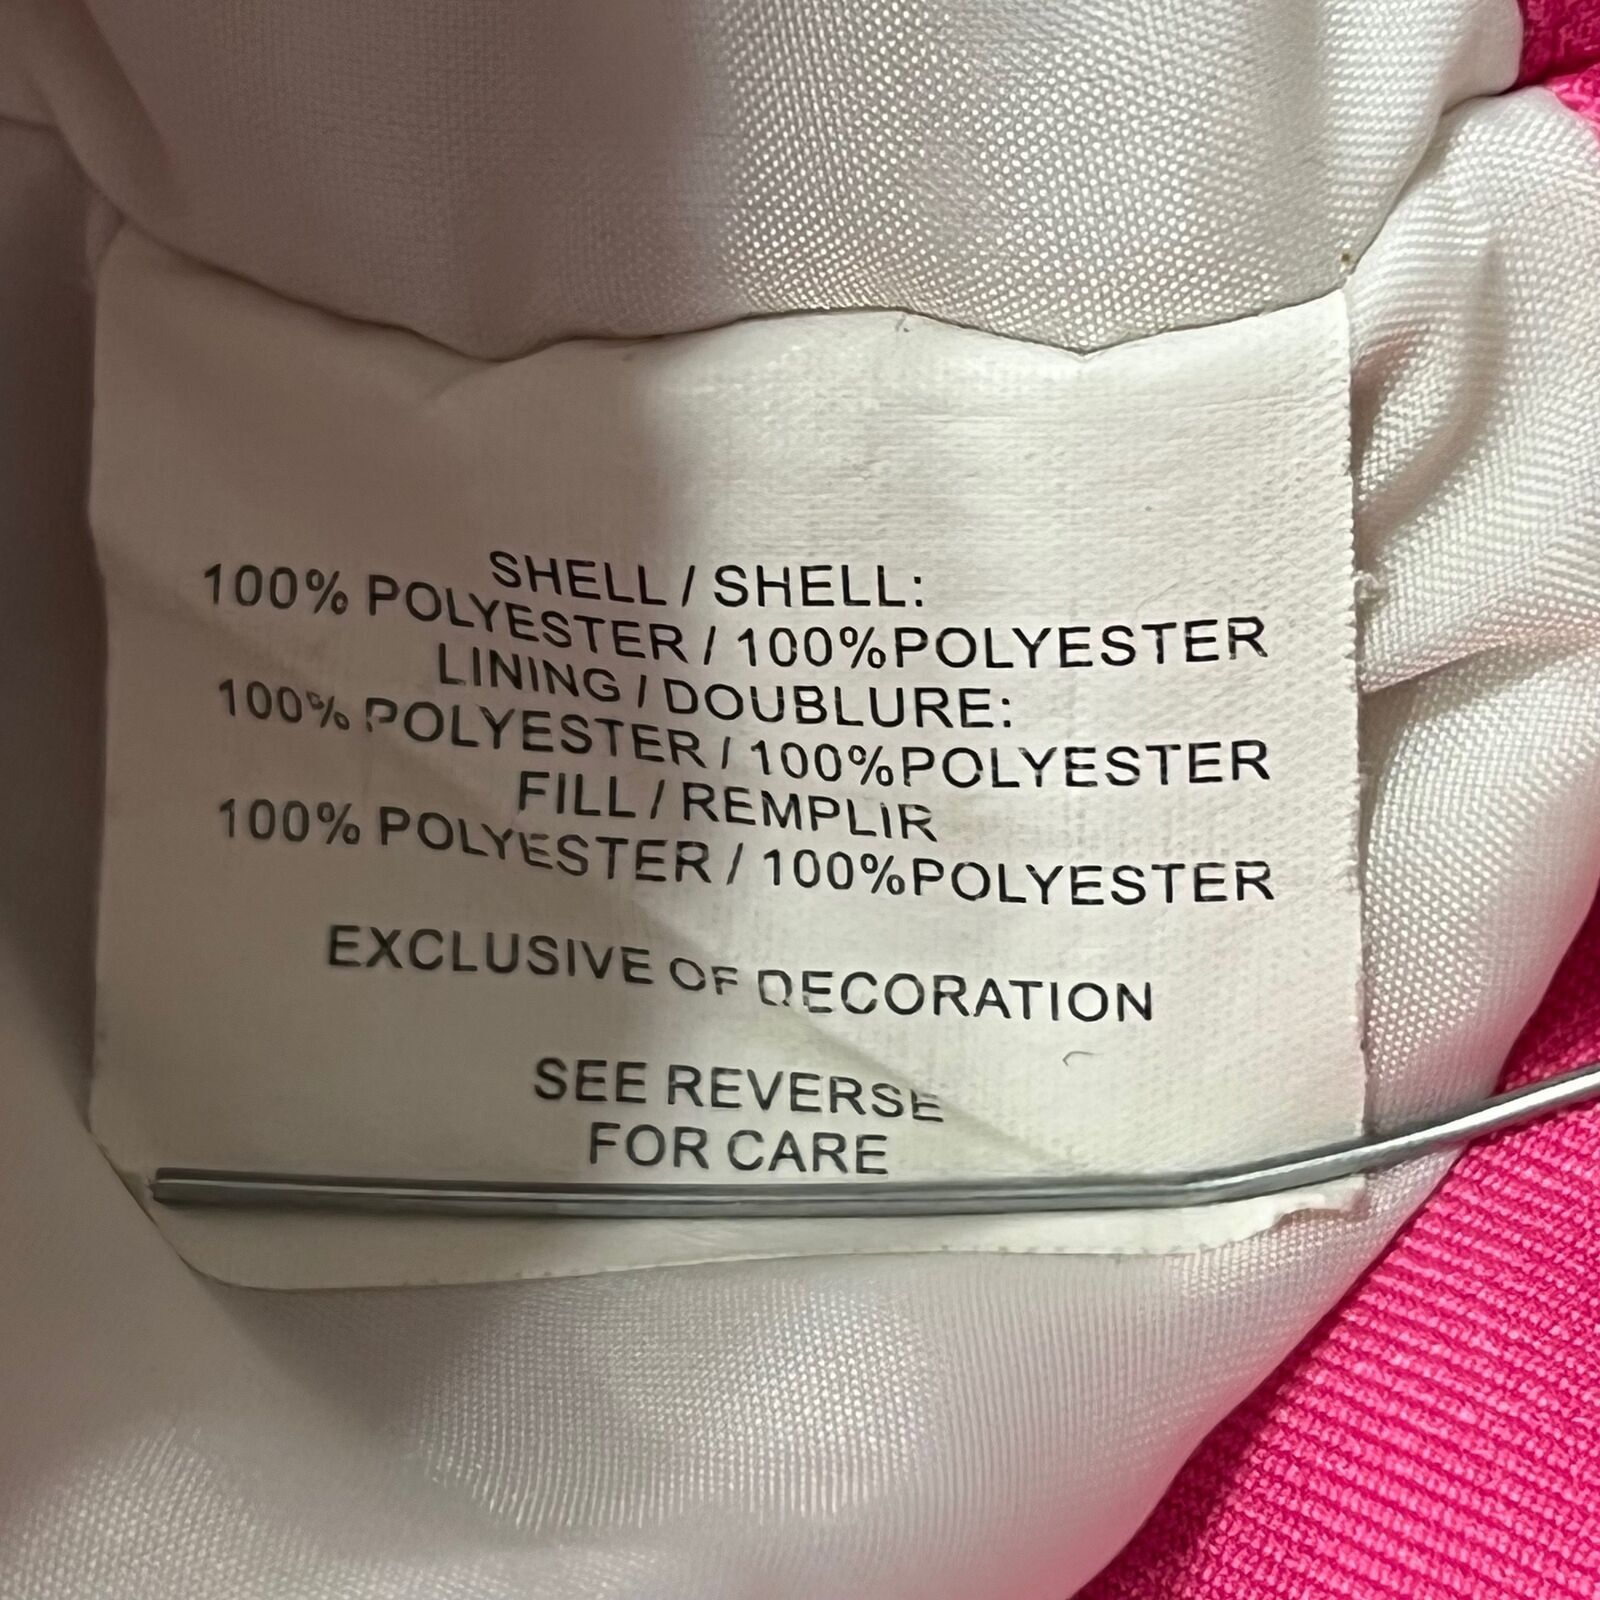 SHELL / SHELL:
100% POLYESTER / 100%POLYESTER
LINING / DOUBLURE:
100% POLYESTER / 100%POLYESTER
FILL / REMPLIR
100% POLYESTER / 100%POLYESTER
EXCLUSIVE OF DECORATION
SEE REVERSE
FOR CARE